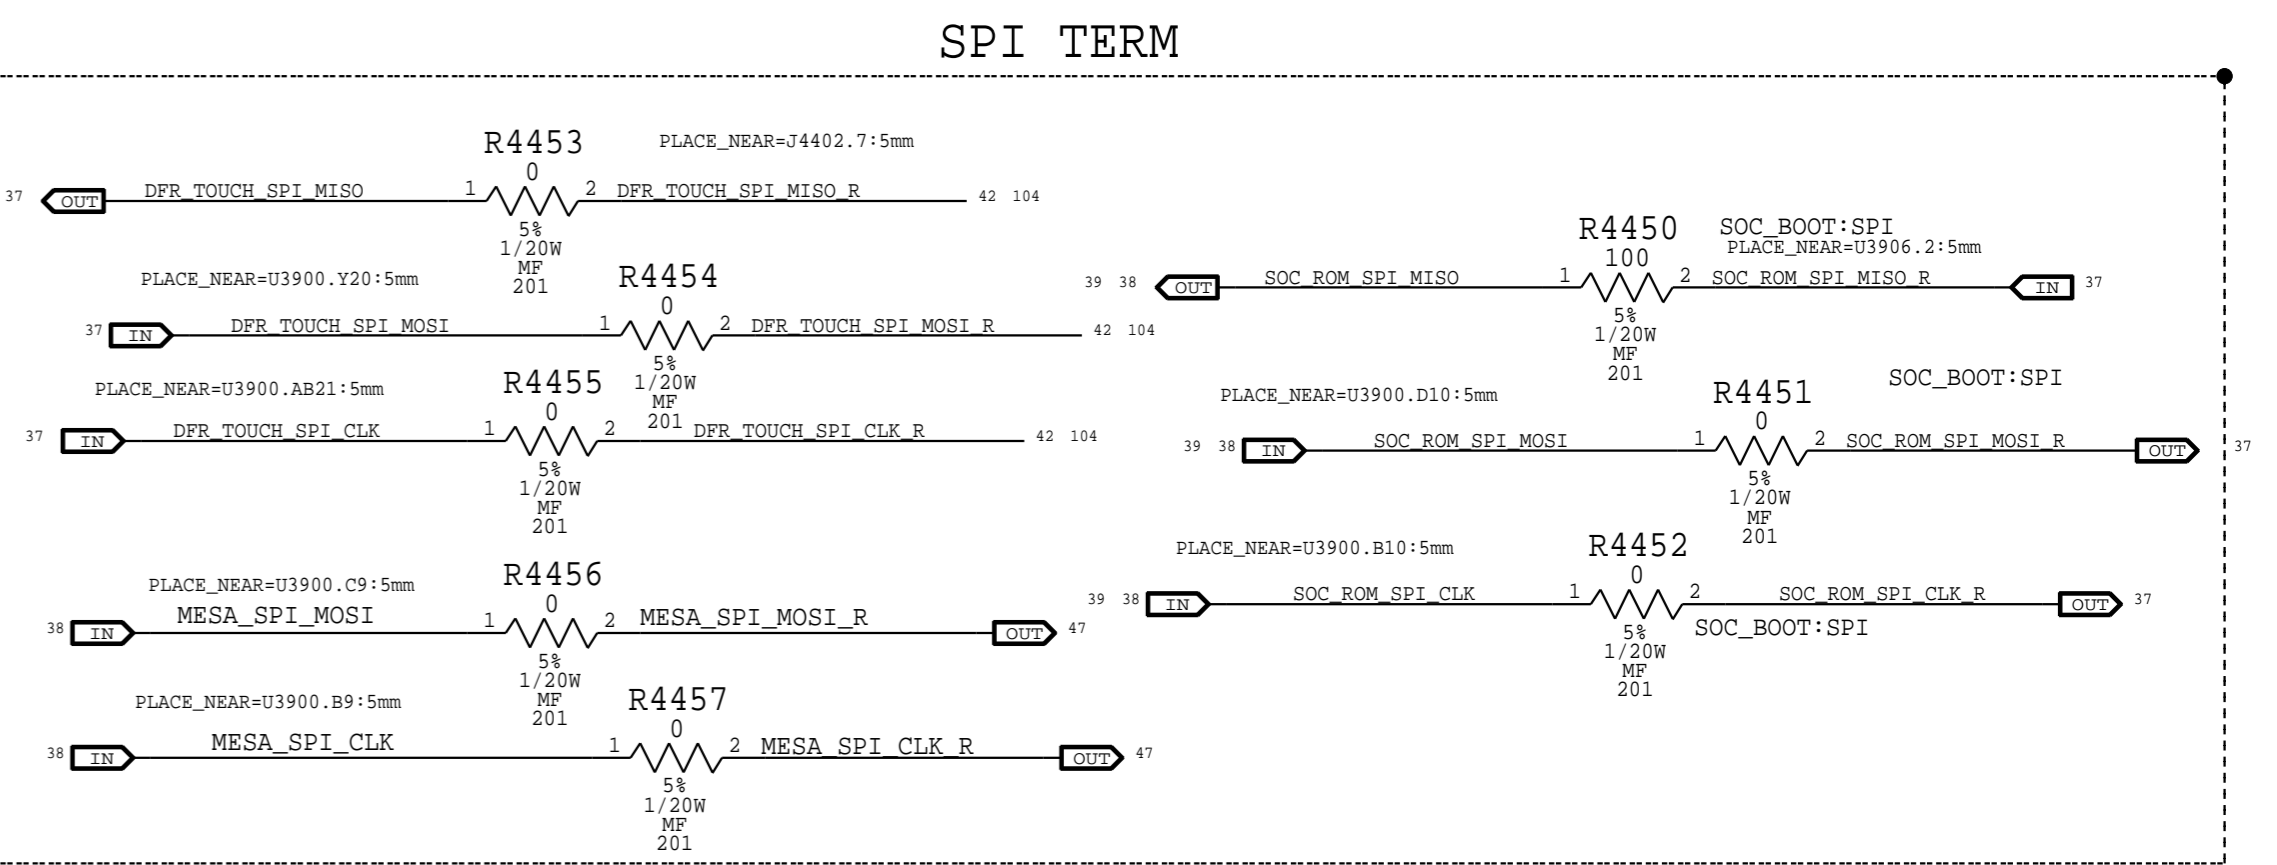 SPI TERM
R4453
PLACE_NEAR=J4402.7:5mm
0
37 OUT DFR_TOUCH_SPI_MISO 1 2 DFR_TOUCH_SPI_MISO_R 42 104
5%
1/20W
MF
201
PLACE_NEAR=U3900.Y20:5mm
R4454
0
37 IN DFR_TOUCH_SPI_MOSI 1 2 DFR_TOUCH_SPI_MOSI_R 42 104
5%
1/20W
MF
201
PLACE_NEAR=U3900.AB21:5mm
R4455
0
37 IN DFR_TOUCH_SPI_CLK 1 2 DFR_TOUCH_SPI_CLK_R 42 104
5%
1/20W
MF
201
PLACE_NEAR=U3900.C9:5mm
R4456
0
38 IN MESA_SPI_MOSI 1 2 MESA_SPI_MOSI_R OUT 47
5%
1/20W
MF
201
PLACE_NEAR=U3900.B9:5mm
R4457
0
38 IN MESA_SPI_CLK 1 2 MESA_SPI_CLK_R OUT 47
5%
1/20W
MF
201
R4450
SOC_BOOT:SPI
PLACE_NEAR=U3906.2:5mm
100
39 38 OUT SOC_ROM_SPI_MISO 1 2 SOC_ROM_SPI_MISO_R IN 37
5%
1/20W
MF
201
SOC_BOOT:SPI
PLACE_NEAR=U3900.D10:5mm
R4451
0
39 38 IN SOC_ROM_SPI_MOSI 1 2 SOC_ROM_SPI_MOSI_R OUT 37
5%
1/20W
MF
201
PLACE_NEAR=U3900.B10:5mm
R4452
0
39 38 IN SOC_ROM_SPI_CLK 1 2 SOC_ROM_SPI_CLK_R OUT 37
SOC_BOOT:SPI
5%
1/20W
MF
201